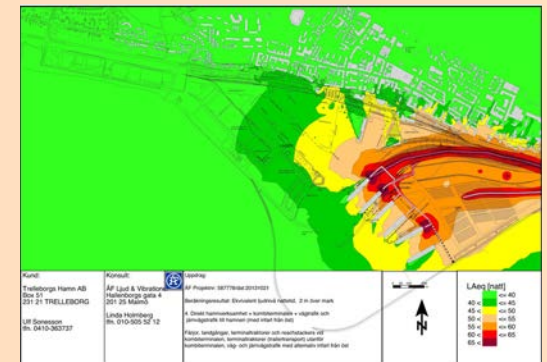 Kund:
Trelleborgs Hamn AB
Box 51
231 21 TRELLEBORG
Ulf Sonesson
tfn. 0410-363737
Konsult:
ÅF Ljud & Vibrationer
Hallenborgs gata 4
201 25 Malmö
Linda Holmberg
tfn. 010-505 52 12
Uppdrag:
ÅF Projektnr.
Beräkningsresultat: Ekvivalent ljudnivå nattetid, 2 m över mark
4. Direkt hamnverksamhet + kombiterminalen + vägtrafik och
järnvägstrafik till hamnen (med infart från öst)
Färjor, landgångar, terminaltraktorer och reachstackers vid
kombiterminalen, terminaltraktorer (trailertransport) utanför
kombiterminalen, väg- och järnvägstrafik med alternativ infart från öst
N
LAeq [natt]
<= 40
40 < <= 45
45 < <= 50
50 < <= 55
55 < <= 60
60 < <= 65
65 <